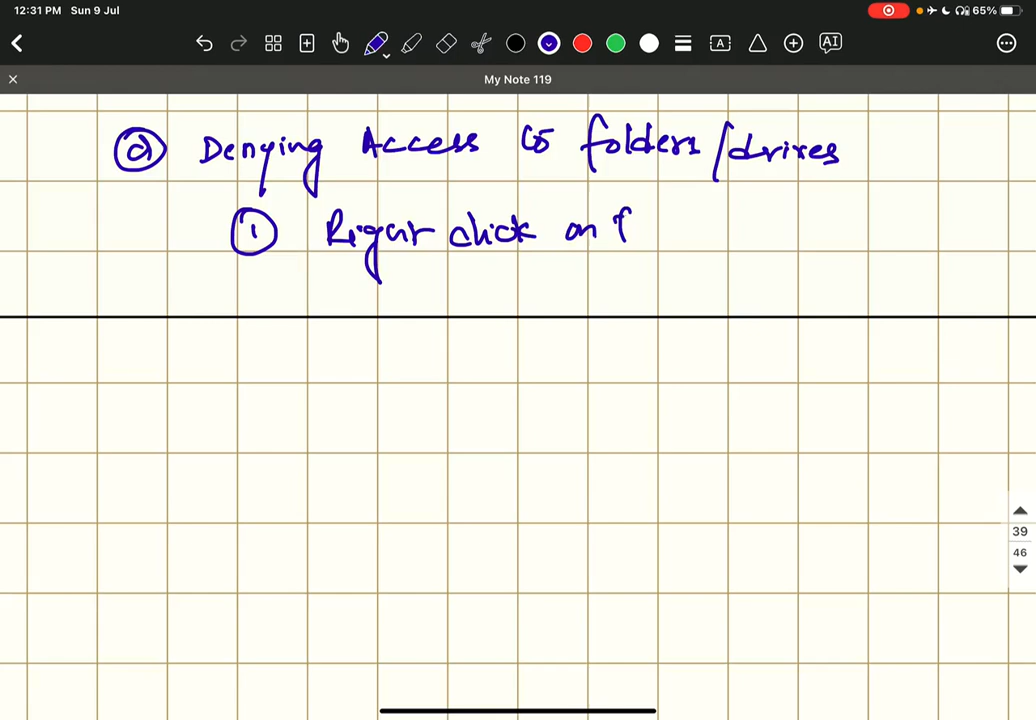 12:31 PM Sun 9 Jul 65%
A AI
My Note 119
a Denying Access to folders/drives
1 Right click on f
39
46